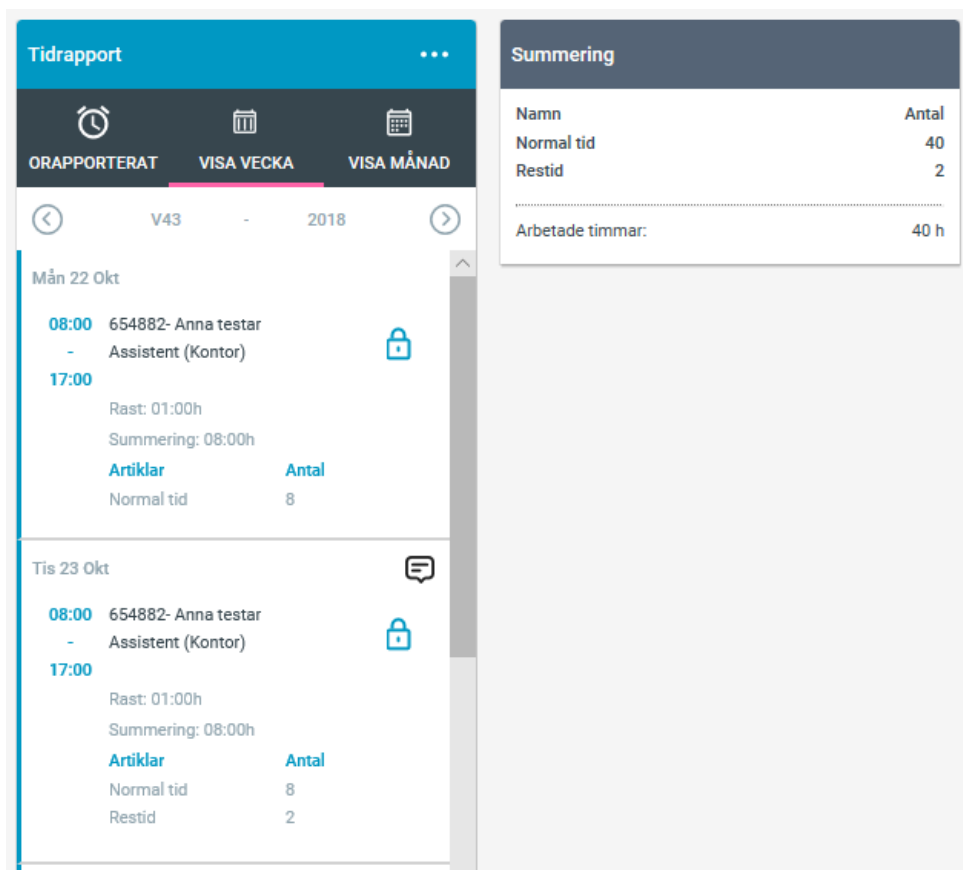 Tidrapport
ORAPPORTERAT VISA VECKA VISA MÅNAD
V43 - 2018
Mån 22 Okt
08:00 654882- Anna testar
- Assistent (Kontor)
17:00
Rast: 01:00h
Summering: 08:00h
Artiklar Antal
Normal tid 8
Tis 23 Okt
08:00 654882- Anna testar
- Assistent (Kontor)
17:00
Rast: 01:00h
Summering: 08:00h
Artiklar Antal
Normal tid 8
Restid 2
Summering
Namn Antal
Normal tid 40
Restid 2
Arbetade timmar: 40 h